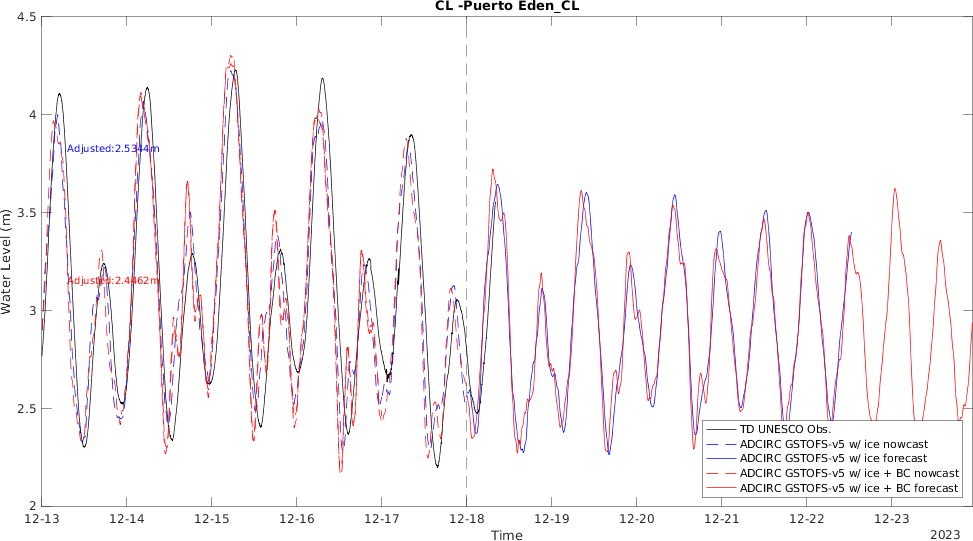 CL -Puerto Eden_CL
4.5
4
3.5
3
2.5
2
Water Level (m)
Adjusted:2.5344m
Adjusted:2.4462m
TD UNESCO Obs.
ADCIRC GSTOFS-v5 w/ ice nowcast
ADCIRC GSTOFS-v5 w/ ice forecast
ADCIRC GSTOFS-v5 w/ ice + BC nowcast
ADCIRC GSTOFS-v5 w/ ice + BC forecast
12-13 12-14 12-15 12-16 12-17 12-18 12-19 12-20 12-21 12-22 12-23
Time
2023